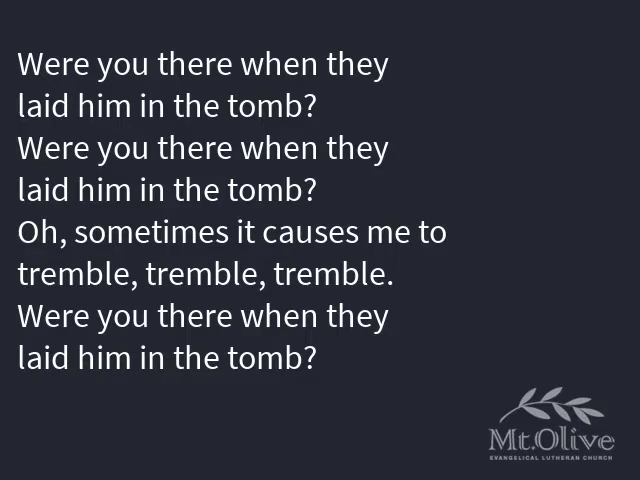 Were you there when they
laid him in the tomb?
Were you there when they
laid him in the tomb?
Oh, sometimes it causes me to
tremble, tremble, tremble.
Were you there when they
laid him in the tomb?
Mt.Olive
EVANGELICAL LUTHERAN CHURCH